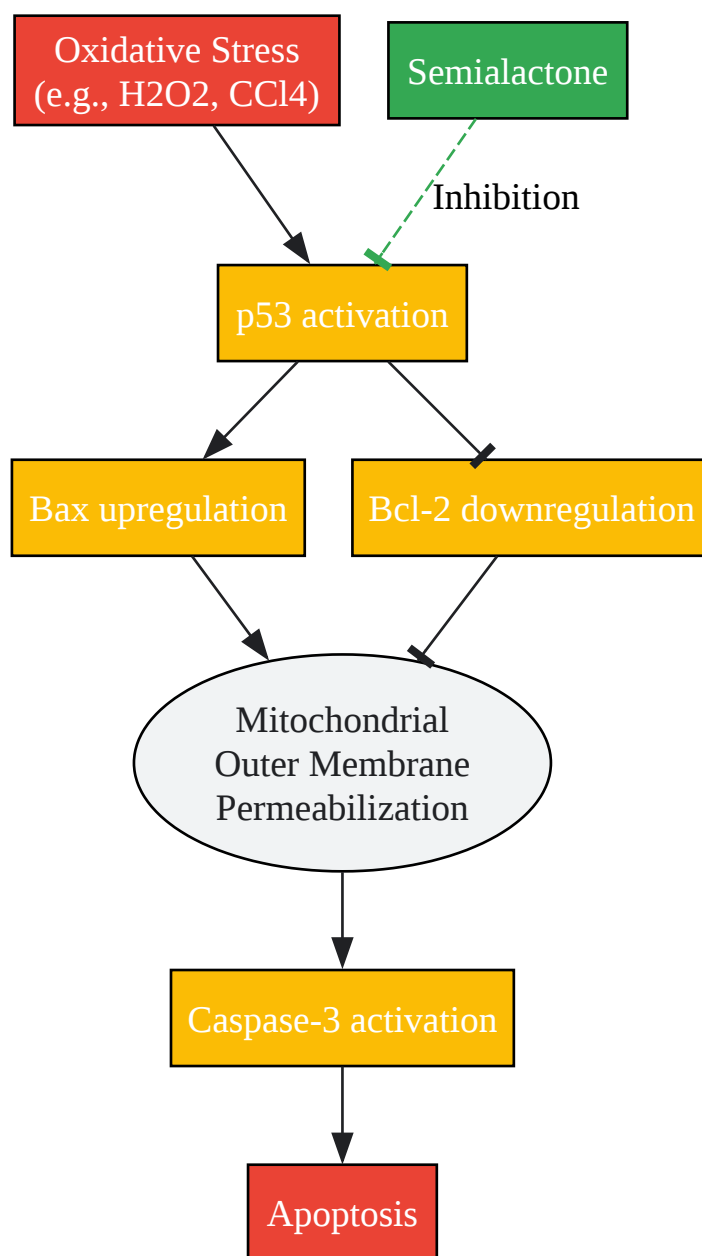 Oxidative Stress
(e.g., H2O2, CCl4)
Semialactone
Inhibition
p53 activation
Bax upregulation
Bcl-2 downregulation
Mitochondrial
Outer Membrane
Permeabilization
Caspase-3 activation
Apoptosis